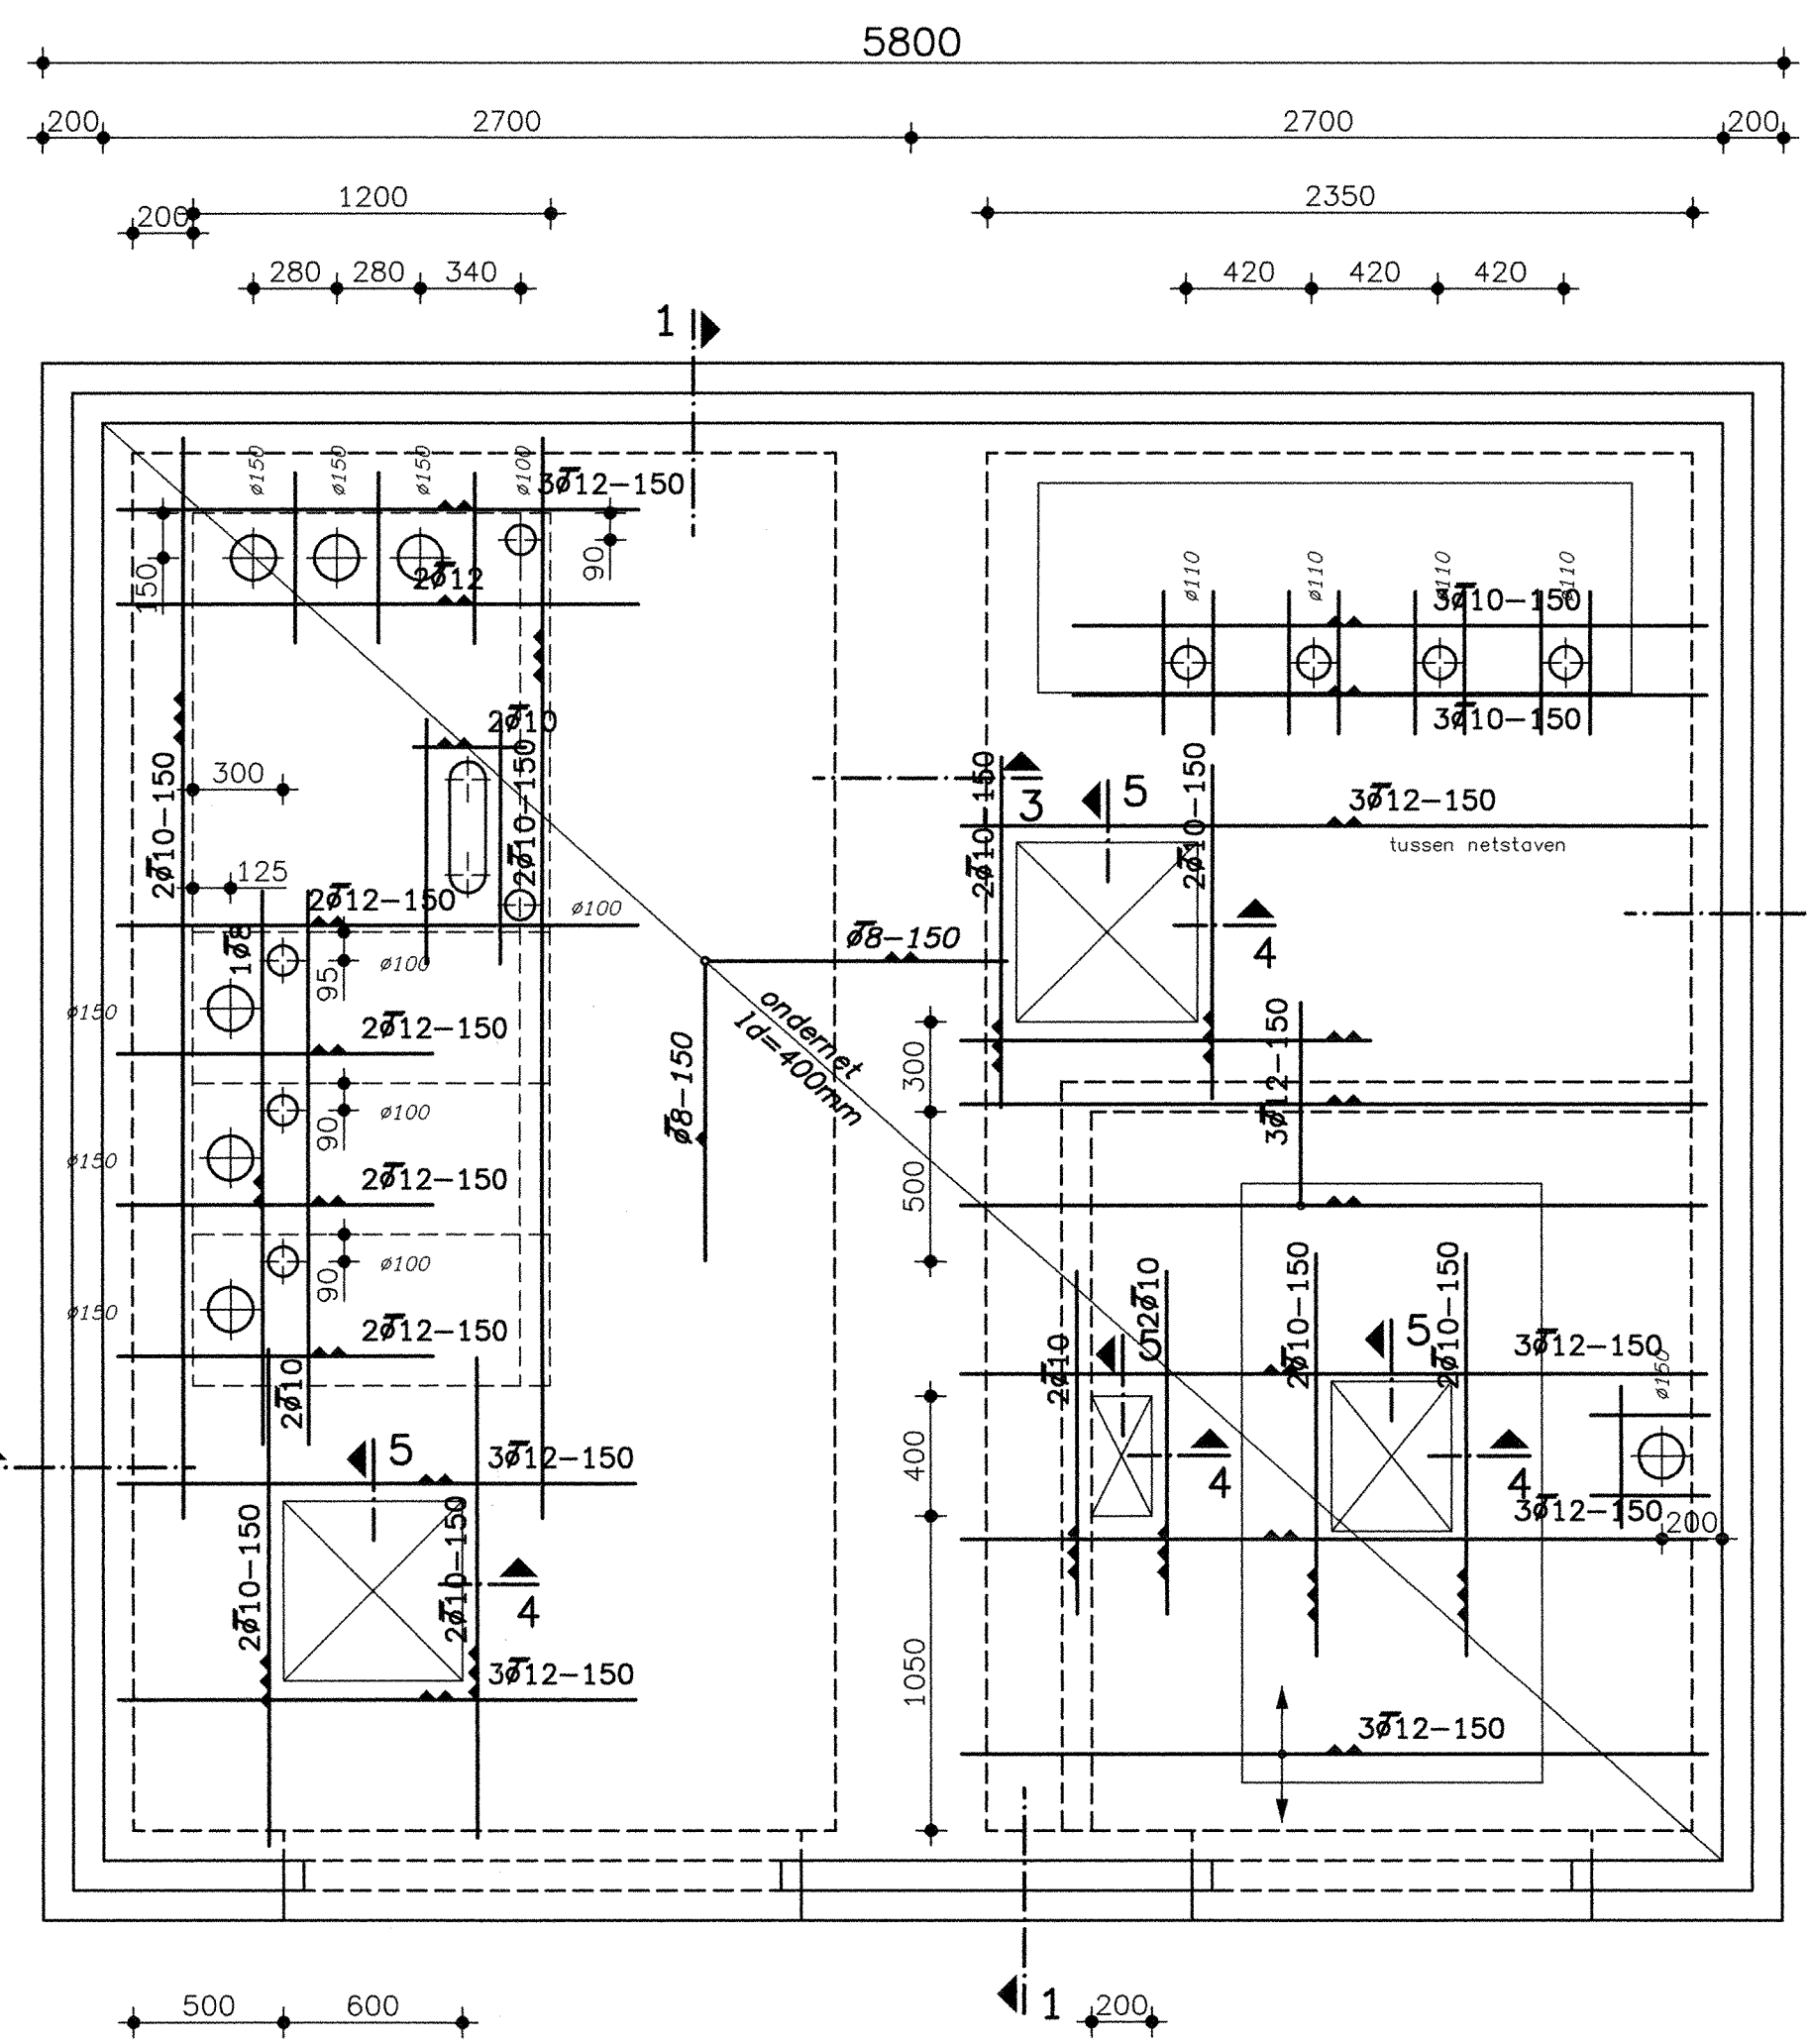 5800
200 2700 2700 200
1200 2350
200
280 280 340 420 420 420
1
ø150 ø150 ø150 ø100 3ø12-150
150 2ø12 90
ø110 ø110 ø110 ø110
3ø10-150
3ø10-150
2ø10
300 2ø10-150 2ø10-150
2ø10-150 2ø10-150
3 5 3ø12-150
tussen netstaven
125 2ø12-150 ø100
1ø8 95 ø100
ø8-150
4
ø150 2ø12-150
ondernet
ld=400mm
ø8-150
300 3ø12-150
90 ø100
ø150 2ø12-150
500
90 ø100
ø150 2ø12-150
2ø10
2ø10 5 2ø10 2ø10-150 5 2ø10-150 3ø12-150
ø150
5 3ø12-150
400 4 4 3ø12-150
200
2ø10-150 2ø10-150
4
3ø12-150
1050
3ø12-150
1
500 600 200